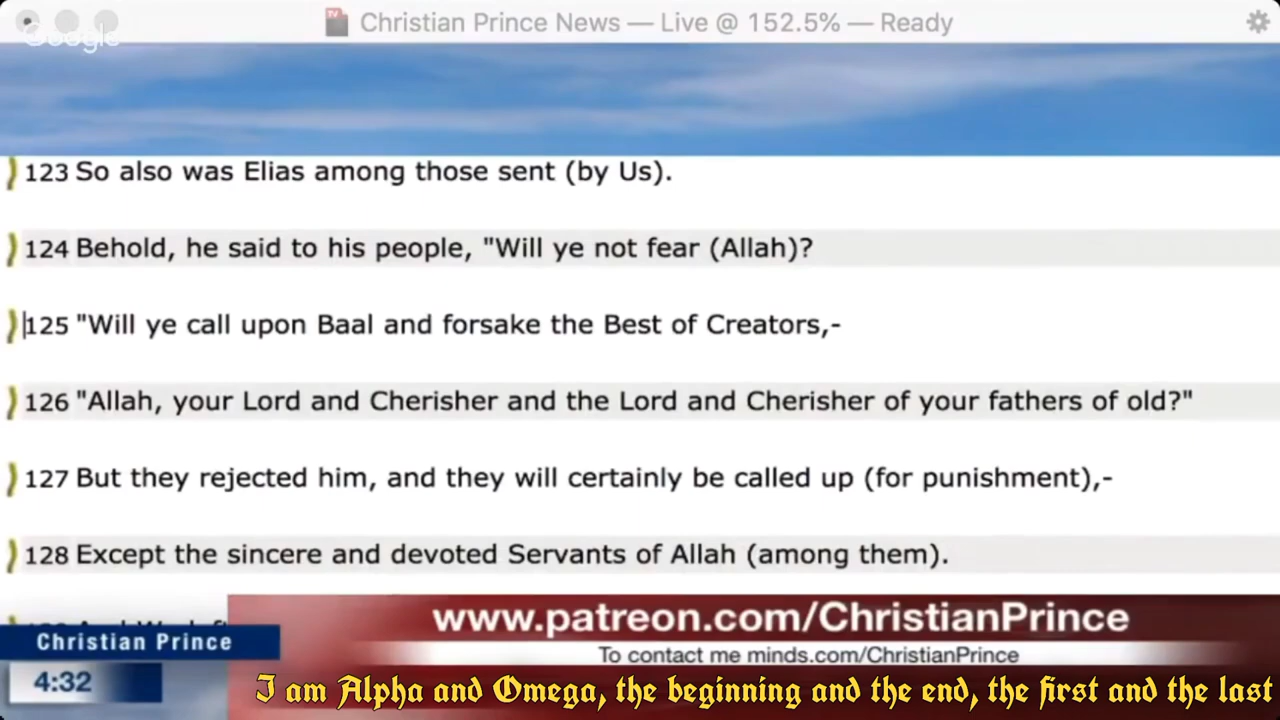 Christian Prince News — Live @ 152.5% — Ready
Google
123 So also was Elias among those sent (by Us).
124 Behold, he said to his people, "Will ye not fear (Allah)?
125 "Will ye call upon Baal and forsake the Best of Creators,-
126 "Allah, your Lord and Cherisher and the Lord and Cherisher of your fathers of old?"
127 But they rejected him, and they will certainly be called up (for punishment),-
128 Except the sincere and devoted Servants of Allah (among them).
www.patreon.com/ChristianPrince
Christian Prince
To contact me minds.com/ChristianPrince
4:32
I am Alpha and Omega, the beginning and the end, the first and the last